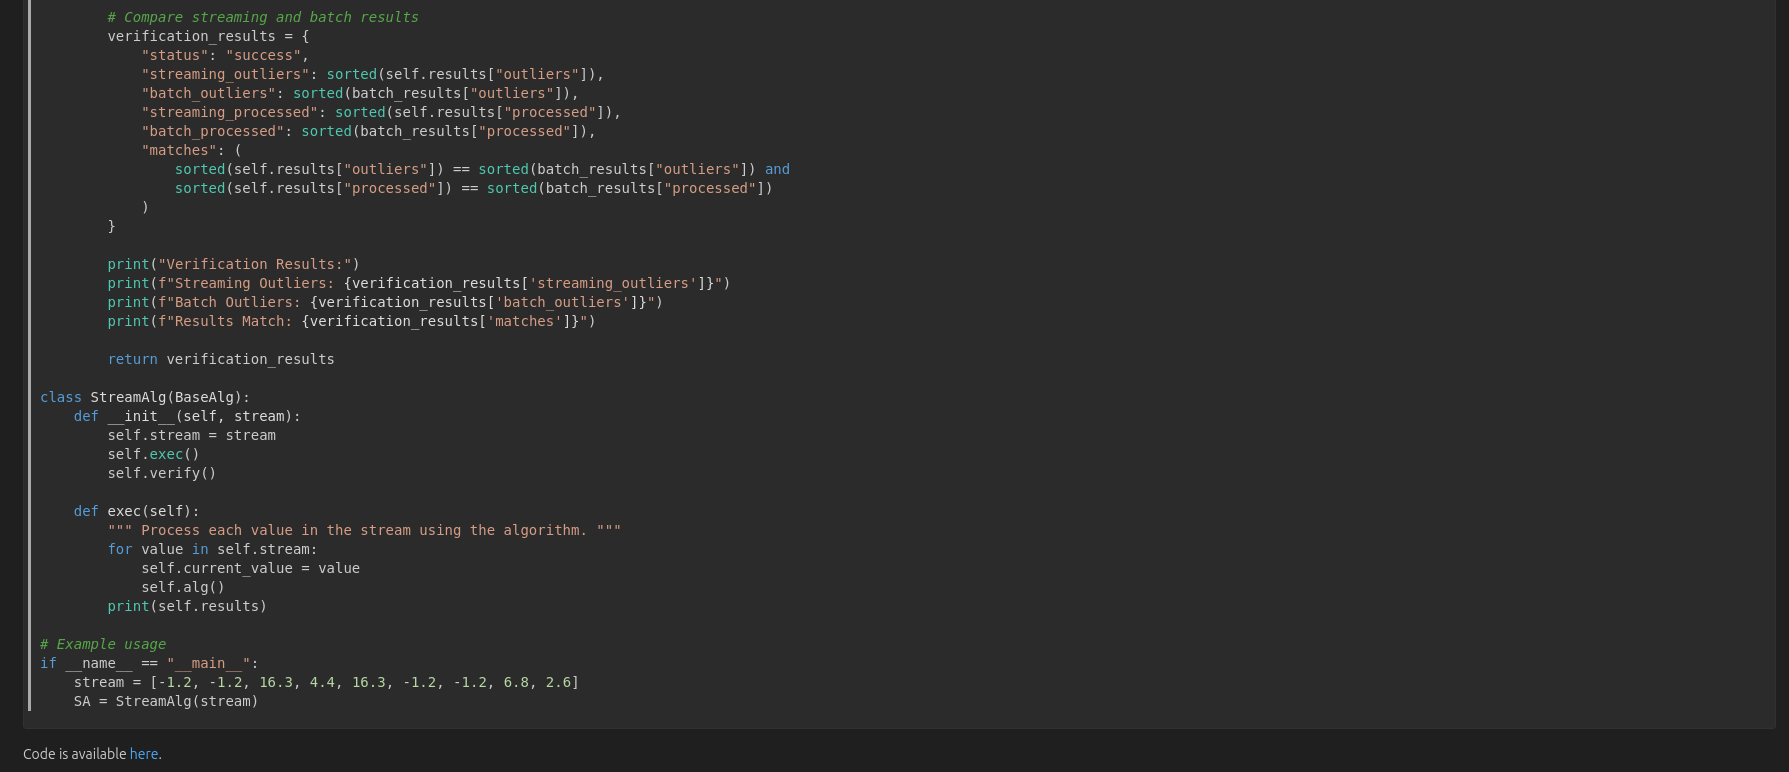 # Compare streaming and batch results
verification_results = {
"status": "success",
"streaming_outliers": sorted(self.results["outliers"]),
"batch_outliers": sorted(batch_results["outliers"]),
"streaming_processed": sorted(self.results["processed"]),
"batch_processed": sorted(batch_results["processed"]),
"matches": (
sorted(self.results["outliers"]) == sorted(batch_results["outliers"]) and
sorted(self.results["processed"]) == sorted(batch_results["processed"])
)
}
print("Verification Results:")
print(f"Streaming Outliers: {verification_results['streaming_outliers']}")
print(f"Batch Outliers: {verification_results['batch_outliers']}")
print(f"Results Match: {verification_results['matches']}")
return verification_results
class StreamAlg(BaseAlg):
def __init__(self, stream):
self.stream = stream
self.exec()
self.verify()
def exec(self):
""" Process each value in the stream using the algorithm. """
for value in self.stream:
self.current_value = value
self.alg()
print(self.results)
# Example usage
if __name__ == "__main__":
stream = [-1.2, -1.2, 16.3, 4.4, 16.3, -1.2, -1.2, 6.8, 2.6]
SA = StreamAlg(stream)
Code is available here.